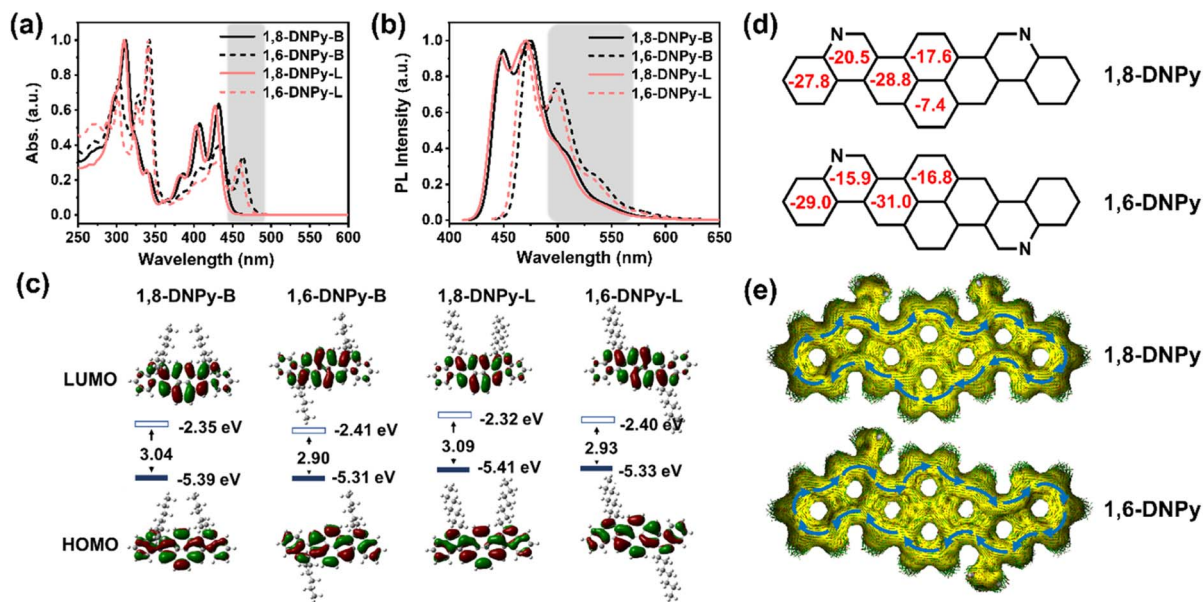 (a)
1,8-DNPy-B
1,6-DNPy-B
1,8-DNPy-L
1,6-DNPy-L
Abs. (a.u.)
1.0
0.8
0.6
0.4
0.2
0.0
250 300 350 400 450 500 550 600
Wavelength (nm)
(b)
1,8-DNPy-B
1,6-DNPy-B
1,8-DNPy-L
1,6-DNPy-L
PL Intensity (a.u.)
1.0
0.8
0.6
0.4
0.2
0.0
400 450 500 550 600 650
Wavelength (nm)
(c)
1,8-DNPy-B 1,6-DNPy-B 1,8-DNPy-L 1,6-DNPy-L
LUMO
-2.35 eV -2.41 eV -2.32 eV -2.40 eV
3.04 2.90 3.09 2.93
-5.39 eV -5.31 eV -5.41 eV -5.33 eV
HOMO
(d)
N N
-20.5 -17.6
-27.8 -28.8
-7.4
1,8-DNPy
N
-15.9 -16.8
-29.0 -31.0
N
1,6-DNPy
(e)
1,8-DNPy
1,6-DNPy